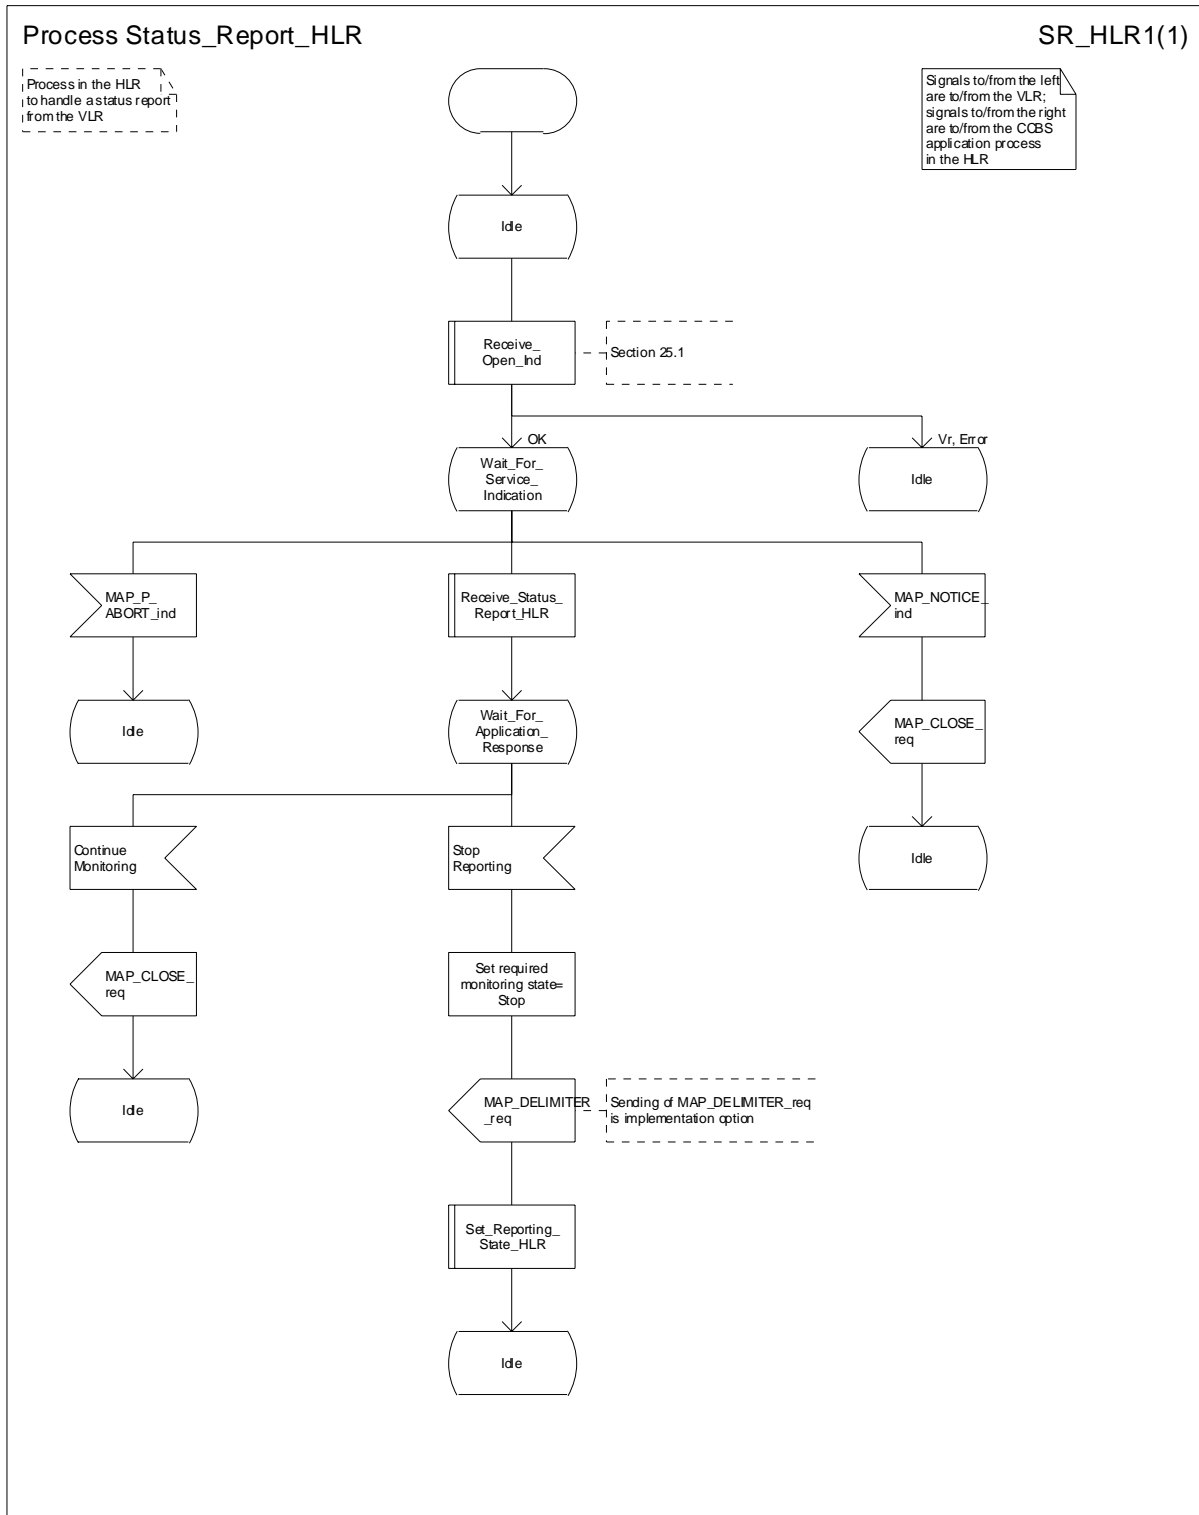 Process Status_Report_HLR
SR_HLR1(1)
Process in the HLR
to handle a status report
from the VLR
Signals to/from the left
are to/from the VLR;
signals to/from the right
are to/from the CCBS
application process
in the HLR
Idle
Receive_
Open_Ind
Section 25.1
OK
Vr, Error
Wait_For_
Service_
Indication
Idle
MAP_P_
ABORT_ind
Receive_Status_
Report_HLR
MAP_NOTICE_
ind
Idle
Wait_For_
Application_
Response
MAP_CLOSE_
req
Continue
Monitoring
Stop
Reporting
Idle
MAP_CLOSE_
req
Set required
monitoring state=
Stop
Idle
MAP_DELIMITER
_req
Sending of MAP_DELIMITER_req
is implementation option
Set_Reporting_
State_HLR
Idle